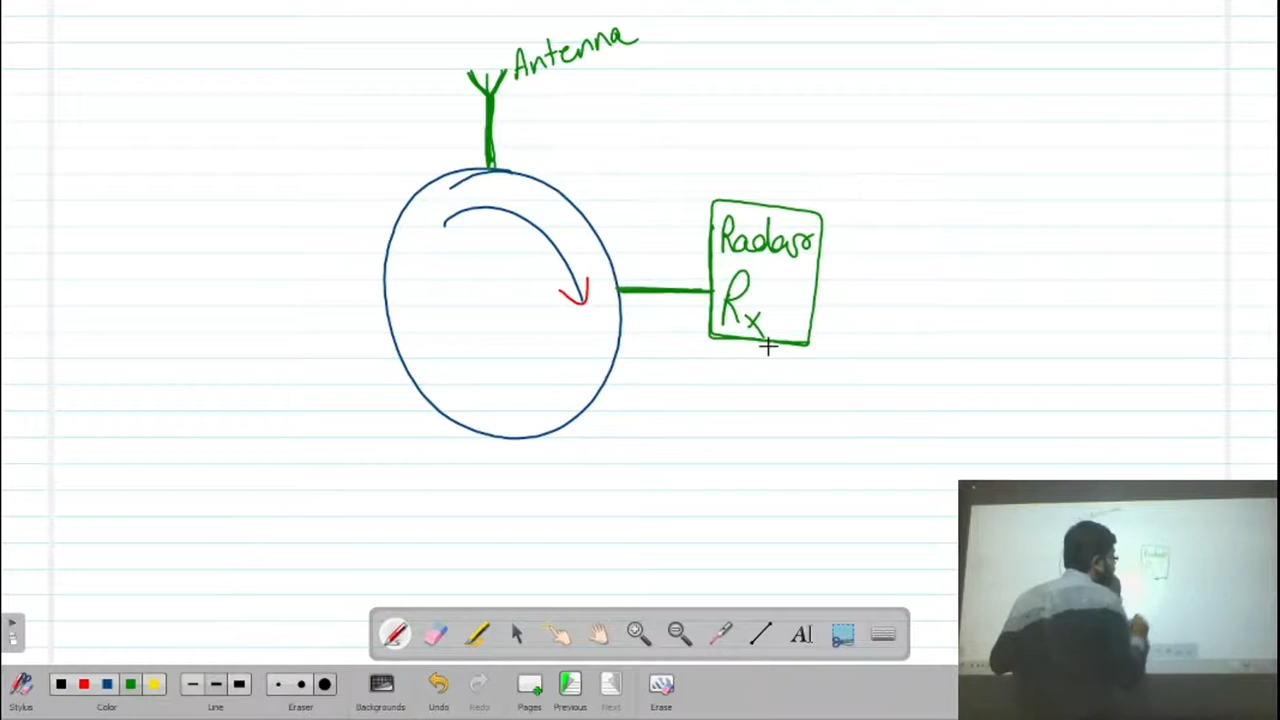 Antenna
Radar
Rx
Stylus
Color
Line
Eraser
Backgrounds
Undo
Redo
Pages
Previous
Next
Erase